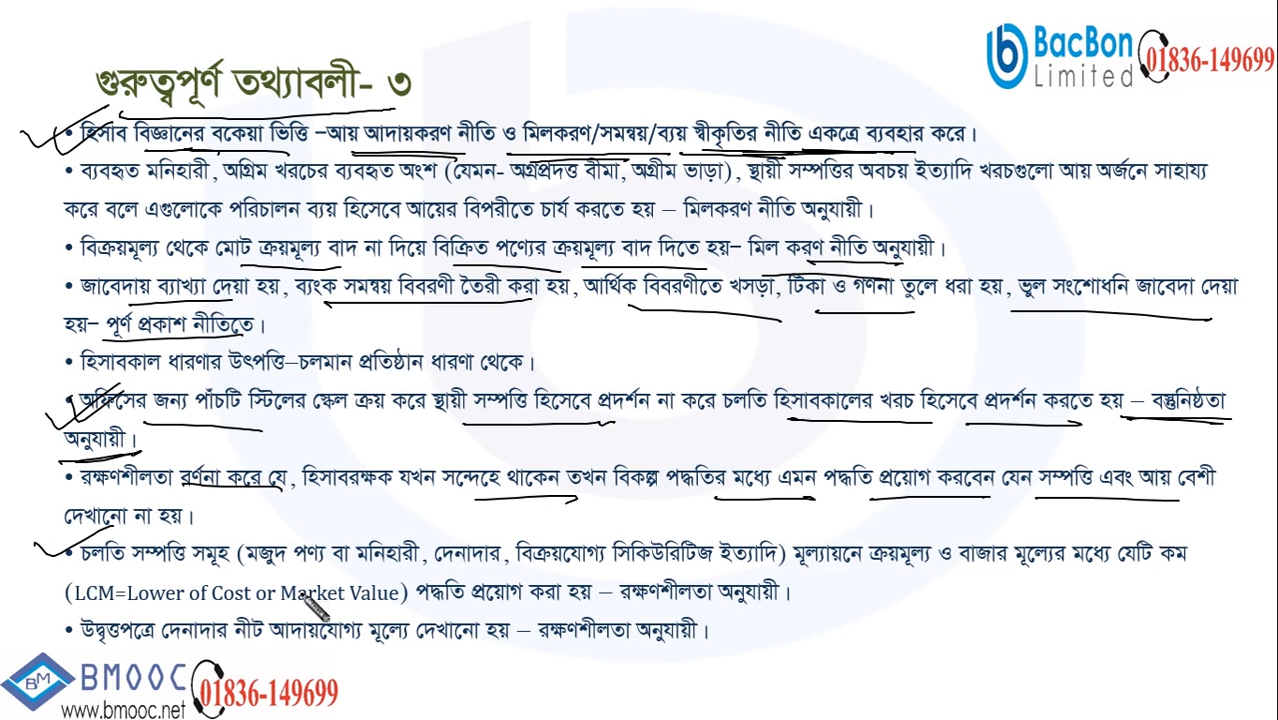 BacBon
Limited
01836-149699
গুরুত্বপূর্ণ তথ্যাবলী- ৩
• হিসাব বিজ্ঞানের বকেয়া ভিত্তি –আয় আদায়করণ নীতি ও মিলকরণ/সমন্বয়/ব্যয় স্বীকৃতির নীতি একত্রে ব্যবহার করে।
• ব্যবহৃত মনিহারী, অগ্রিম খরচের ব্যবহৃত অংশ (যেমন- অগ্রপ্রদত্ত বীমা, অগ্রীম ভাড়া), স্থায়ী সম্পত্তির অবচয় ইত্যাদি খরচগুলো আয় অর্জনে সাহায্য
করে বলে এগুলোকে পরিচালন ব্যয় হিসেবে আয়ের বিপরীতে চার্য করতে হয় – মিলকরণ নীতি অনুযায়ী।
• বিক্রয়মূল্য থেকে মোট ক্রয়মূল্য বাদ না দিয়ে বিক্রিত পণ্যের ক্রয়মূল্য বাদ দিতে হয়– মিল করণ নীতি অনুযায়ী।
• জাবেদায় ব্যাখ্যা দেয়া হয়, ব্যংক সমন্বয় বিবরণী তৈরী করা হয়, আর্থিক বিবরণীতে খসড়া, টিকা ও গণনা তুলে ধরা হয়, ভুল সংশোধনি জাবেদা দেয়া
হয়– পূর্ণ প্রকাশ নীতিতে।
• হিসাবকাল ধারণার উৎপত্তি–চলমান প্রতিষ্ঠান ধারণা থেকে।
• অফিসের জন্য পাঁচটি স্টিলের স্কেল ক্রয় করে স্থায়ী সম্পত্তি হিসেবে প্রদর্শন না করে চলতি হিসাবকালের খরচ হিসেবে প্রদর্শন করতে হয় – বস্তুনিষ্ঠতা
অনুযায়ী।
• রক্ষণশীলতা বর্ণনা করে যে, হিসাবরক্ষক যখন সন্দেহে থাকেন তখন বিকল্প পদ্ধতির মধ্যে এমন পদ্ধতি প্রয়োগ করবেন যেন সম্পত্তি এবং আয় বেশী
দেখানো না হয়।
• চলতি সম্পত্তি সমূহ (মজুদ পণ্য বা মনিহারী, দেনাদার, বিক্রয়যোগ্য সিকিউরিটিজ ইত্যাদি) মূল্যায়নে ক্রয়মূল্য ও বাজার মূল্যের মধ্যে যেটি কম
(LCM=Lower of Cost or Market Value) পদ্ধতি প্রয়োগ করা হয় – রক্ষণশীলতা অনুযায়ী।
• উদ্বৃত্তপত্রে দেনাদার নীট আদায়যোগ্য মূল্যে দেখানো হয় – রক্ষণশীলতা অনুযায়ী।
BM BMOOC
01836-149699
www.bmooc.net